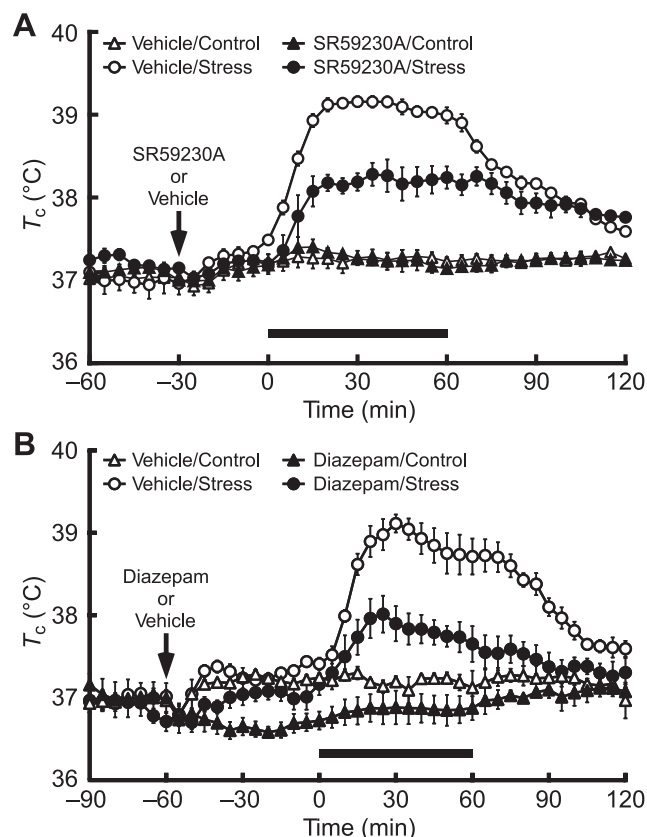 A
40
39
38
37
36
T_c (°C)
Vehicle/Control
SR59230A/Control
Vehicle/Stress
SR59230A/Stress
SR59230A
or
Vehicle
–60
–30
0
30
60
90
120
Time (min)
B
40
39
38
37
36
T_c (°C)
Vehicle/Control
Diazepam/Control
Vehicle/Stress
Diazepam/Stress
Diazepam
or
Vehicle
–90
–60
–30
0
30
60
90
120
Time (min)